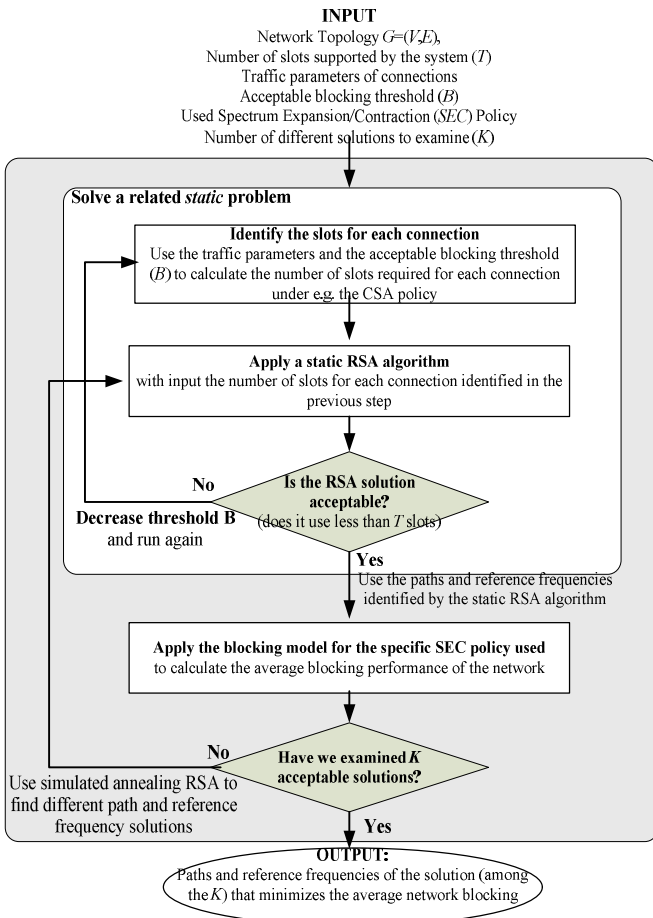 INPUT
Network Topology G=(V,E),
Number of slots supported by the system (T)
Traffic parameters of connections
Acceptable blocking threshold (B)
Used Spectrum Expansion/Contraction (SEC) Policy
Number of different solutions to examine (K)
Solve a related static problem
Identify the slots for each connection
Use the traffic parameters and the acceptable blocking threshold
(B) to calculate the number of slots required for each connection
under e.g. the CSA policy
Apply a static RSA algorithm
with input the number of slots for each connection identified in the
previous step
Is the RSA solution
acceptable?
(does it use less than T slots)
No
Decrease threshold B
and run again
Yes
Use the paths and reference frequencies
identified by the static RSA algorithm
Apply the blocking model for the specific SEC policy used
to calculate the average blocking performance of the network
Have we examined K
acceptable solutions?
No
Use simulated annealing RSA to
find different path and reference
frequency solutions
Yes
OUTPUT:
Paths and reference frequencies of the solution (among
the K) that minimizes the average network blocking